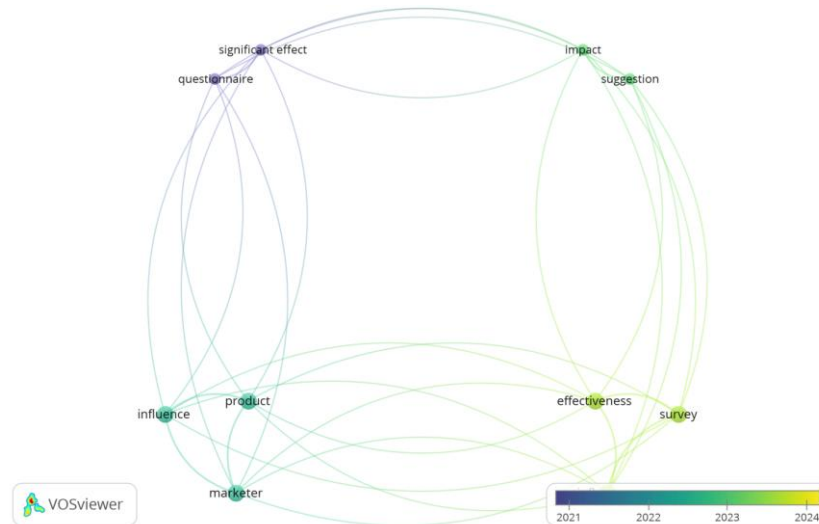 significant effect
impact
questionnaire
suggestion
product
effectiveness
influence
survey
marketer
VOSviewer
2021
2022
2023
2024